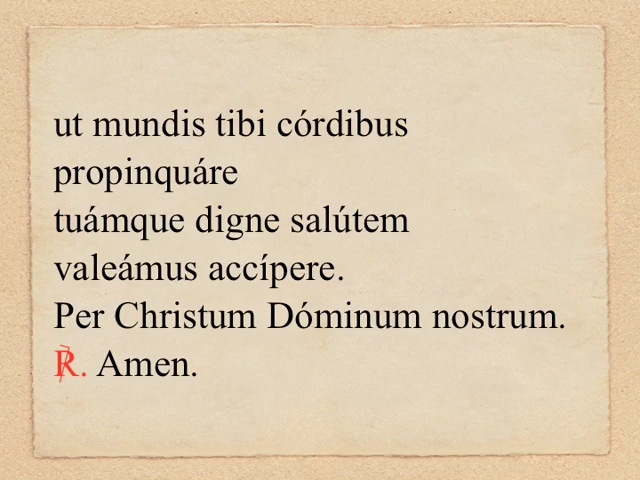 ut mundis tibi córdibus
propinquáre
tuámque digne salútem
valeámus accípere.
Per Christum Dóminum nostrum.
℟. Amen.